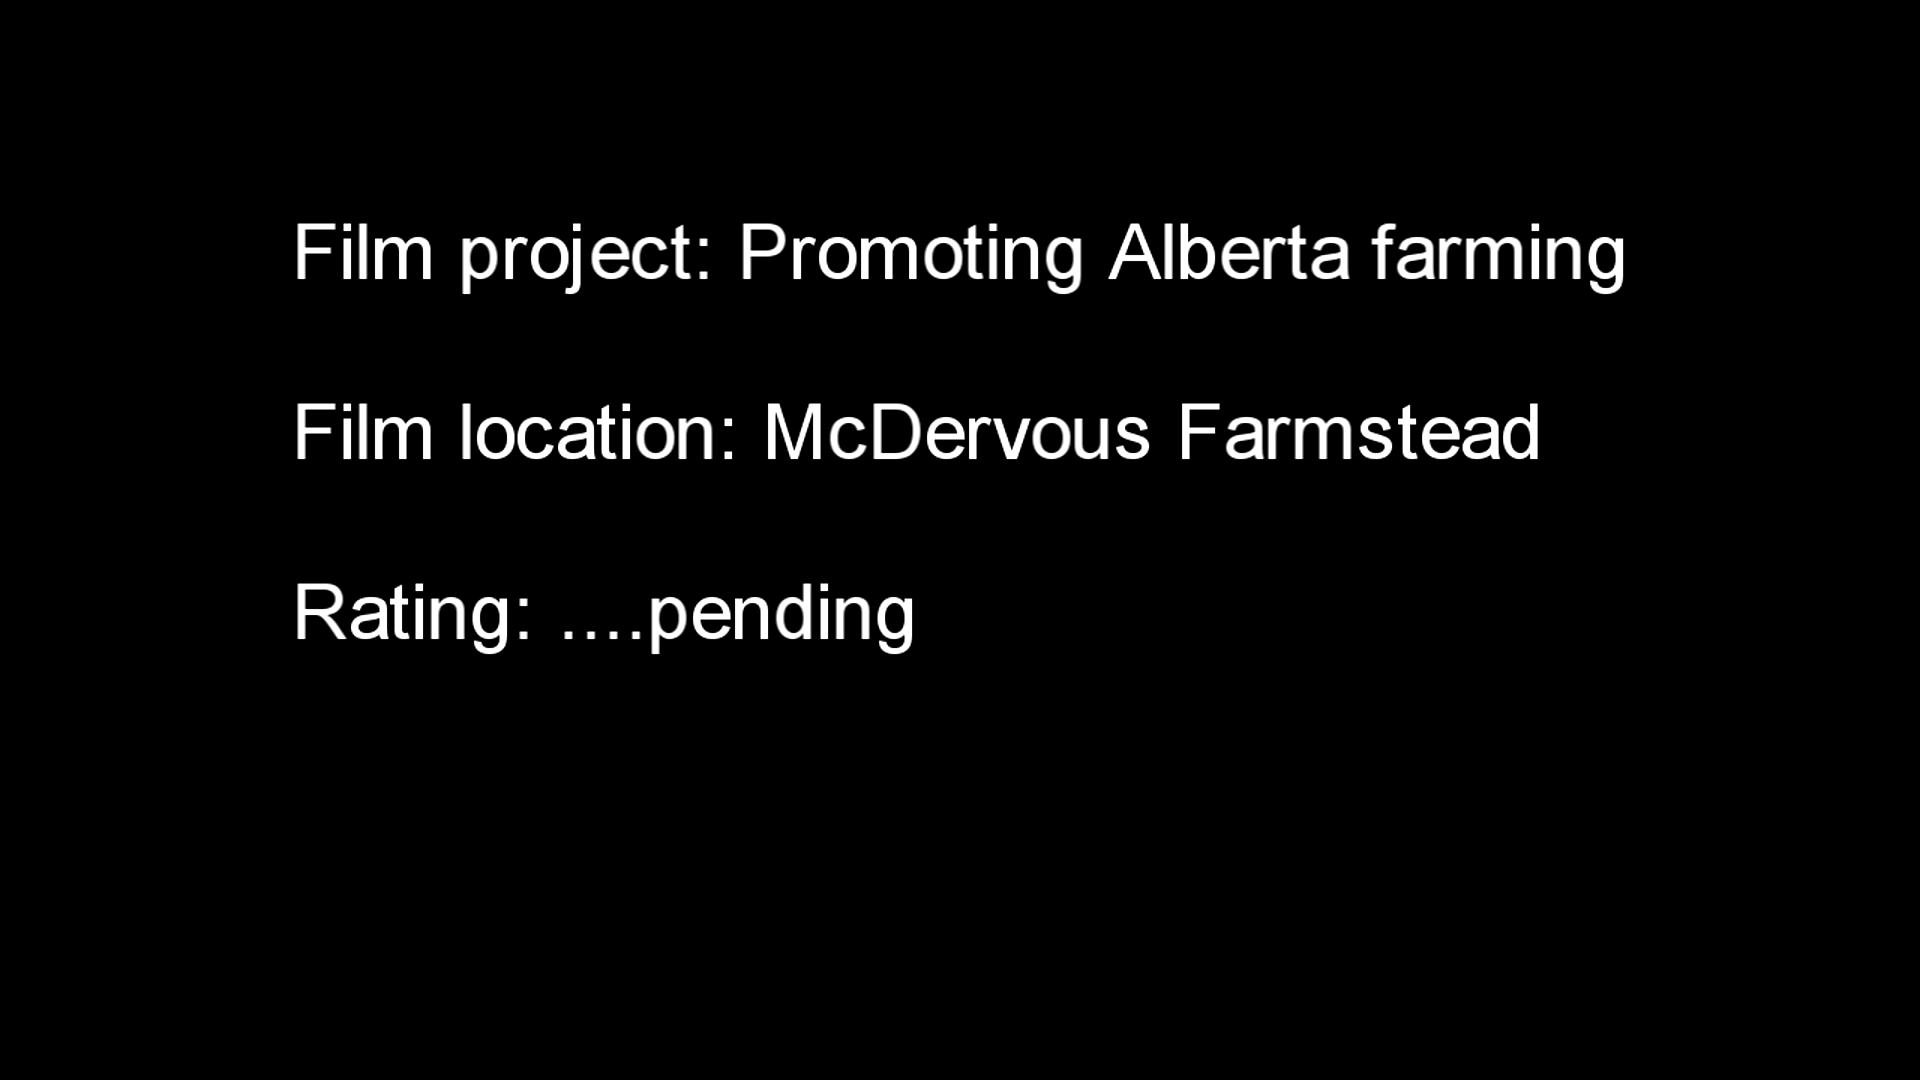 Film project: Promoting Alberta farming
Film location: McDervous Farmstead
Rating: ....pending